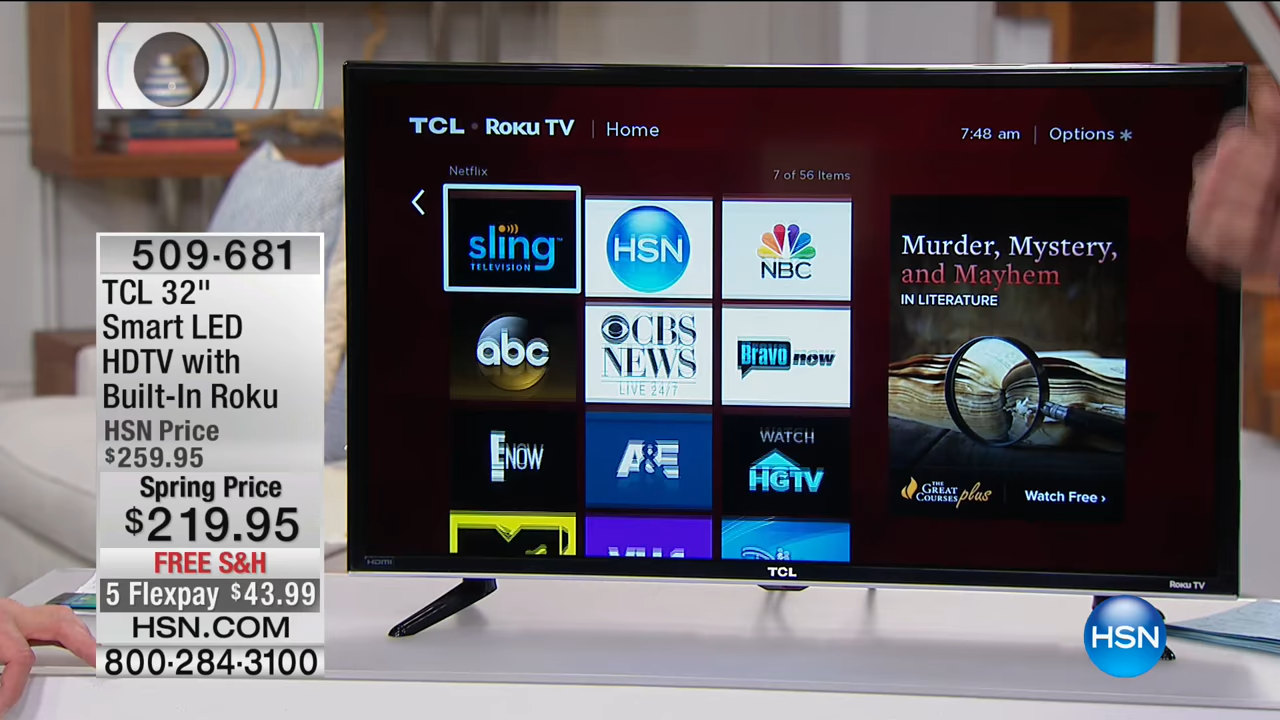 509-681
TCL 32"
Smart LED
HDTV with
Built-In Roku
HSN Price
$259.95
Spring Price
$219.95
FREE S&H
5 Flexpay $43.99
HSN.COM
800-284-3100
TCL • Roku TV | Home
7:48 am | Options *
Netflix
7 of 56 Items
sling
TELEVISION
HSN
NBC
abc
CBS
NEWS
LIVE 24/7
Bravo now
E NOW
A&E
WATCH
HGTV
VH1
Murder, Mystery,
and Mayhem
IN LITERATURE
THE
GREAT
COURSES plus
Watch Free ›
HDMI
TCL
Roku TV
HSN